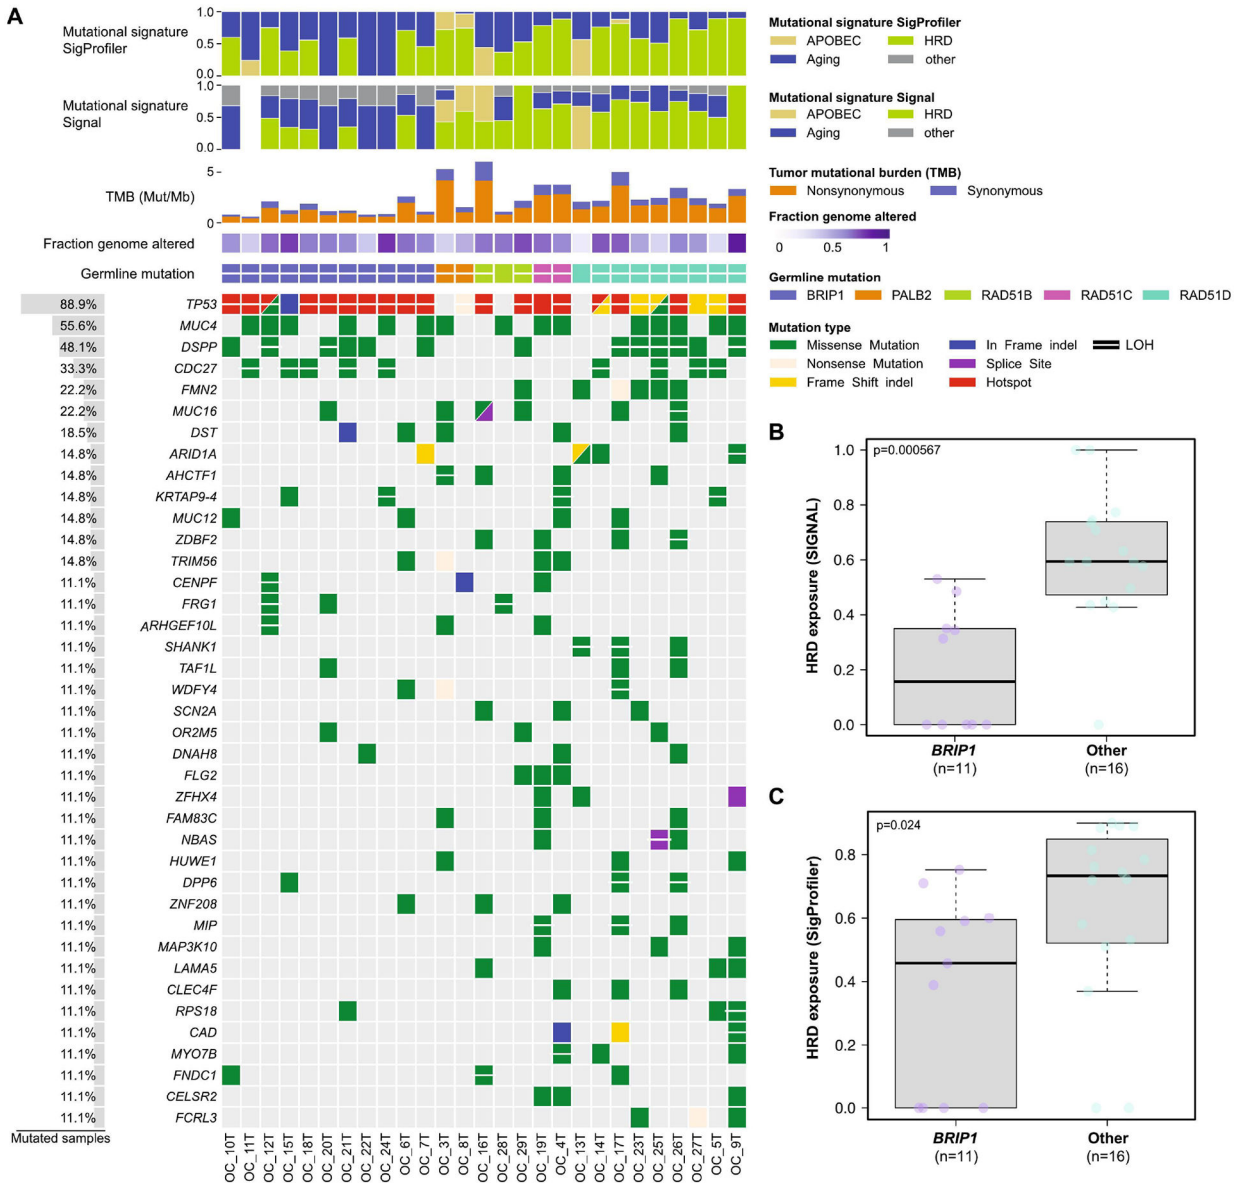 A
Mutational signature
SigProfiler
1.0
0.5
0.0
Mutational signature
Signal
1.0
0.5
0.0
TMB (Mut/Mb)
5
0
Fraction genome altered
Germline mutation
88.9% TP53
55.6% MUC4
48.1% DSPP
33.3% CDC27
22.2% FMN2
22.2% MUC16
18.5% DST
14.8% ARID1A
14.8% AHCTF1
14.8% KRTAP9-4
14.8% MUC12
14.8% ZDBF2
14.8% TRIM56
11.1% CENPF
11.1% FRG1
11.1% ARHGEF10L
11.1% SHANK1
11.1% TAF1L
11.1% WDFY4
11.1% SCN2A
11.1% OR2M5
11.1% DNAH8
11.1% FLG2
11.1% ZFHX4
11.1% FAM83C
11.1% NBAS
11.1% HUWE1
11.1% DPP6
11.1% ZNF208
11.1% MIP
11.1% MAP3K10
11.1% LAMA5
11.1% CLEC4F
11.1% RPS18
11.1% CAD
11.1% MYO7B
11.1% FNDC1
11.1% CELSR2
11.1% FCRL3
Mutated samples
OC_10T
OC_11T
OC_12T
OC_15T
OC_18T
OC_20T
OC_21T
OC_22T
OC_24T
OC_6T
OC_7T
OC_3T
OC_8T
OC_16T
OC_28T
OC_29T
OC_19T
OC_4T
OC_13T
OC_14T
OC_17T
OC_23T
OC_25T
OC_26T
OC_27T
OC_5T
OC_9T
Mutational signature SigProfiler
APOBEC HRD
Aging other
Mutational signature Signal
APOBEC HRD
Aging other
Tumor mutational burden (TMB)
Nonsynonymous Synonymous
Fraction genome altered
0 0.5 1
Germline mutation
BRIP1 PALB2 RAD51B RAD51C RAD51D
Mutation type
Missense Mutation In Frame indel LOH
Nonsense Mutation Splice Site
Frame Shift indel Hotspot
B
p=0.000567
HRD exposure (SIGNAL)
1.0
0.8
0.6
0.4
0.2
0.0
BRIP1 Other
(n=11) (n=16)
C
p=0.024
HRD exposure (SigProfiler)
0.8
0.6
0.4
0.2
0.0
BRIP1 Other
(n=11) (n=16)